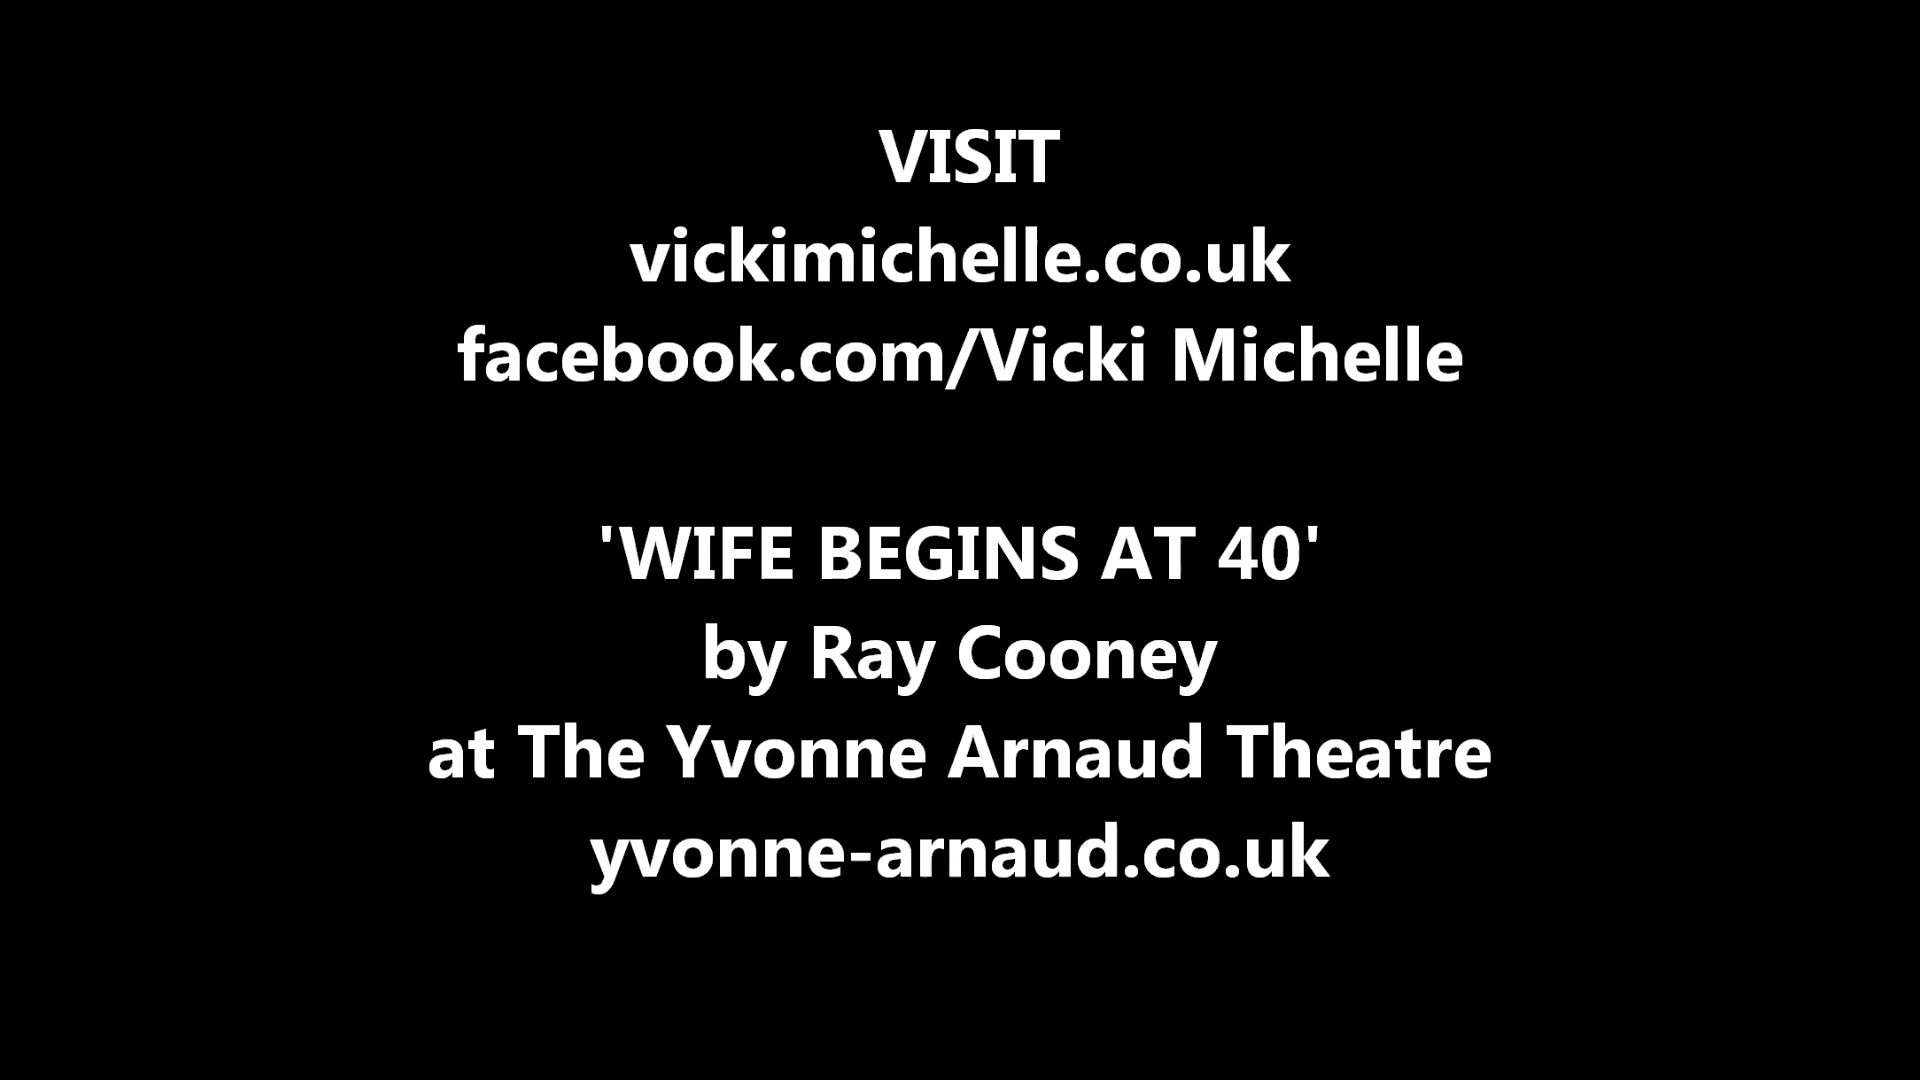 VISIT
vickimichelle.co.uk
facebook.com/Vicki Michelle
'WIFE BEGINS AT 40'
by Ray Cooney
at The Yvonne Arnaud Theatre
yvonne-arnaud.co.uk